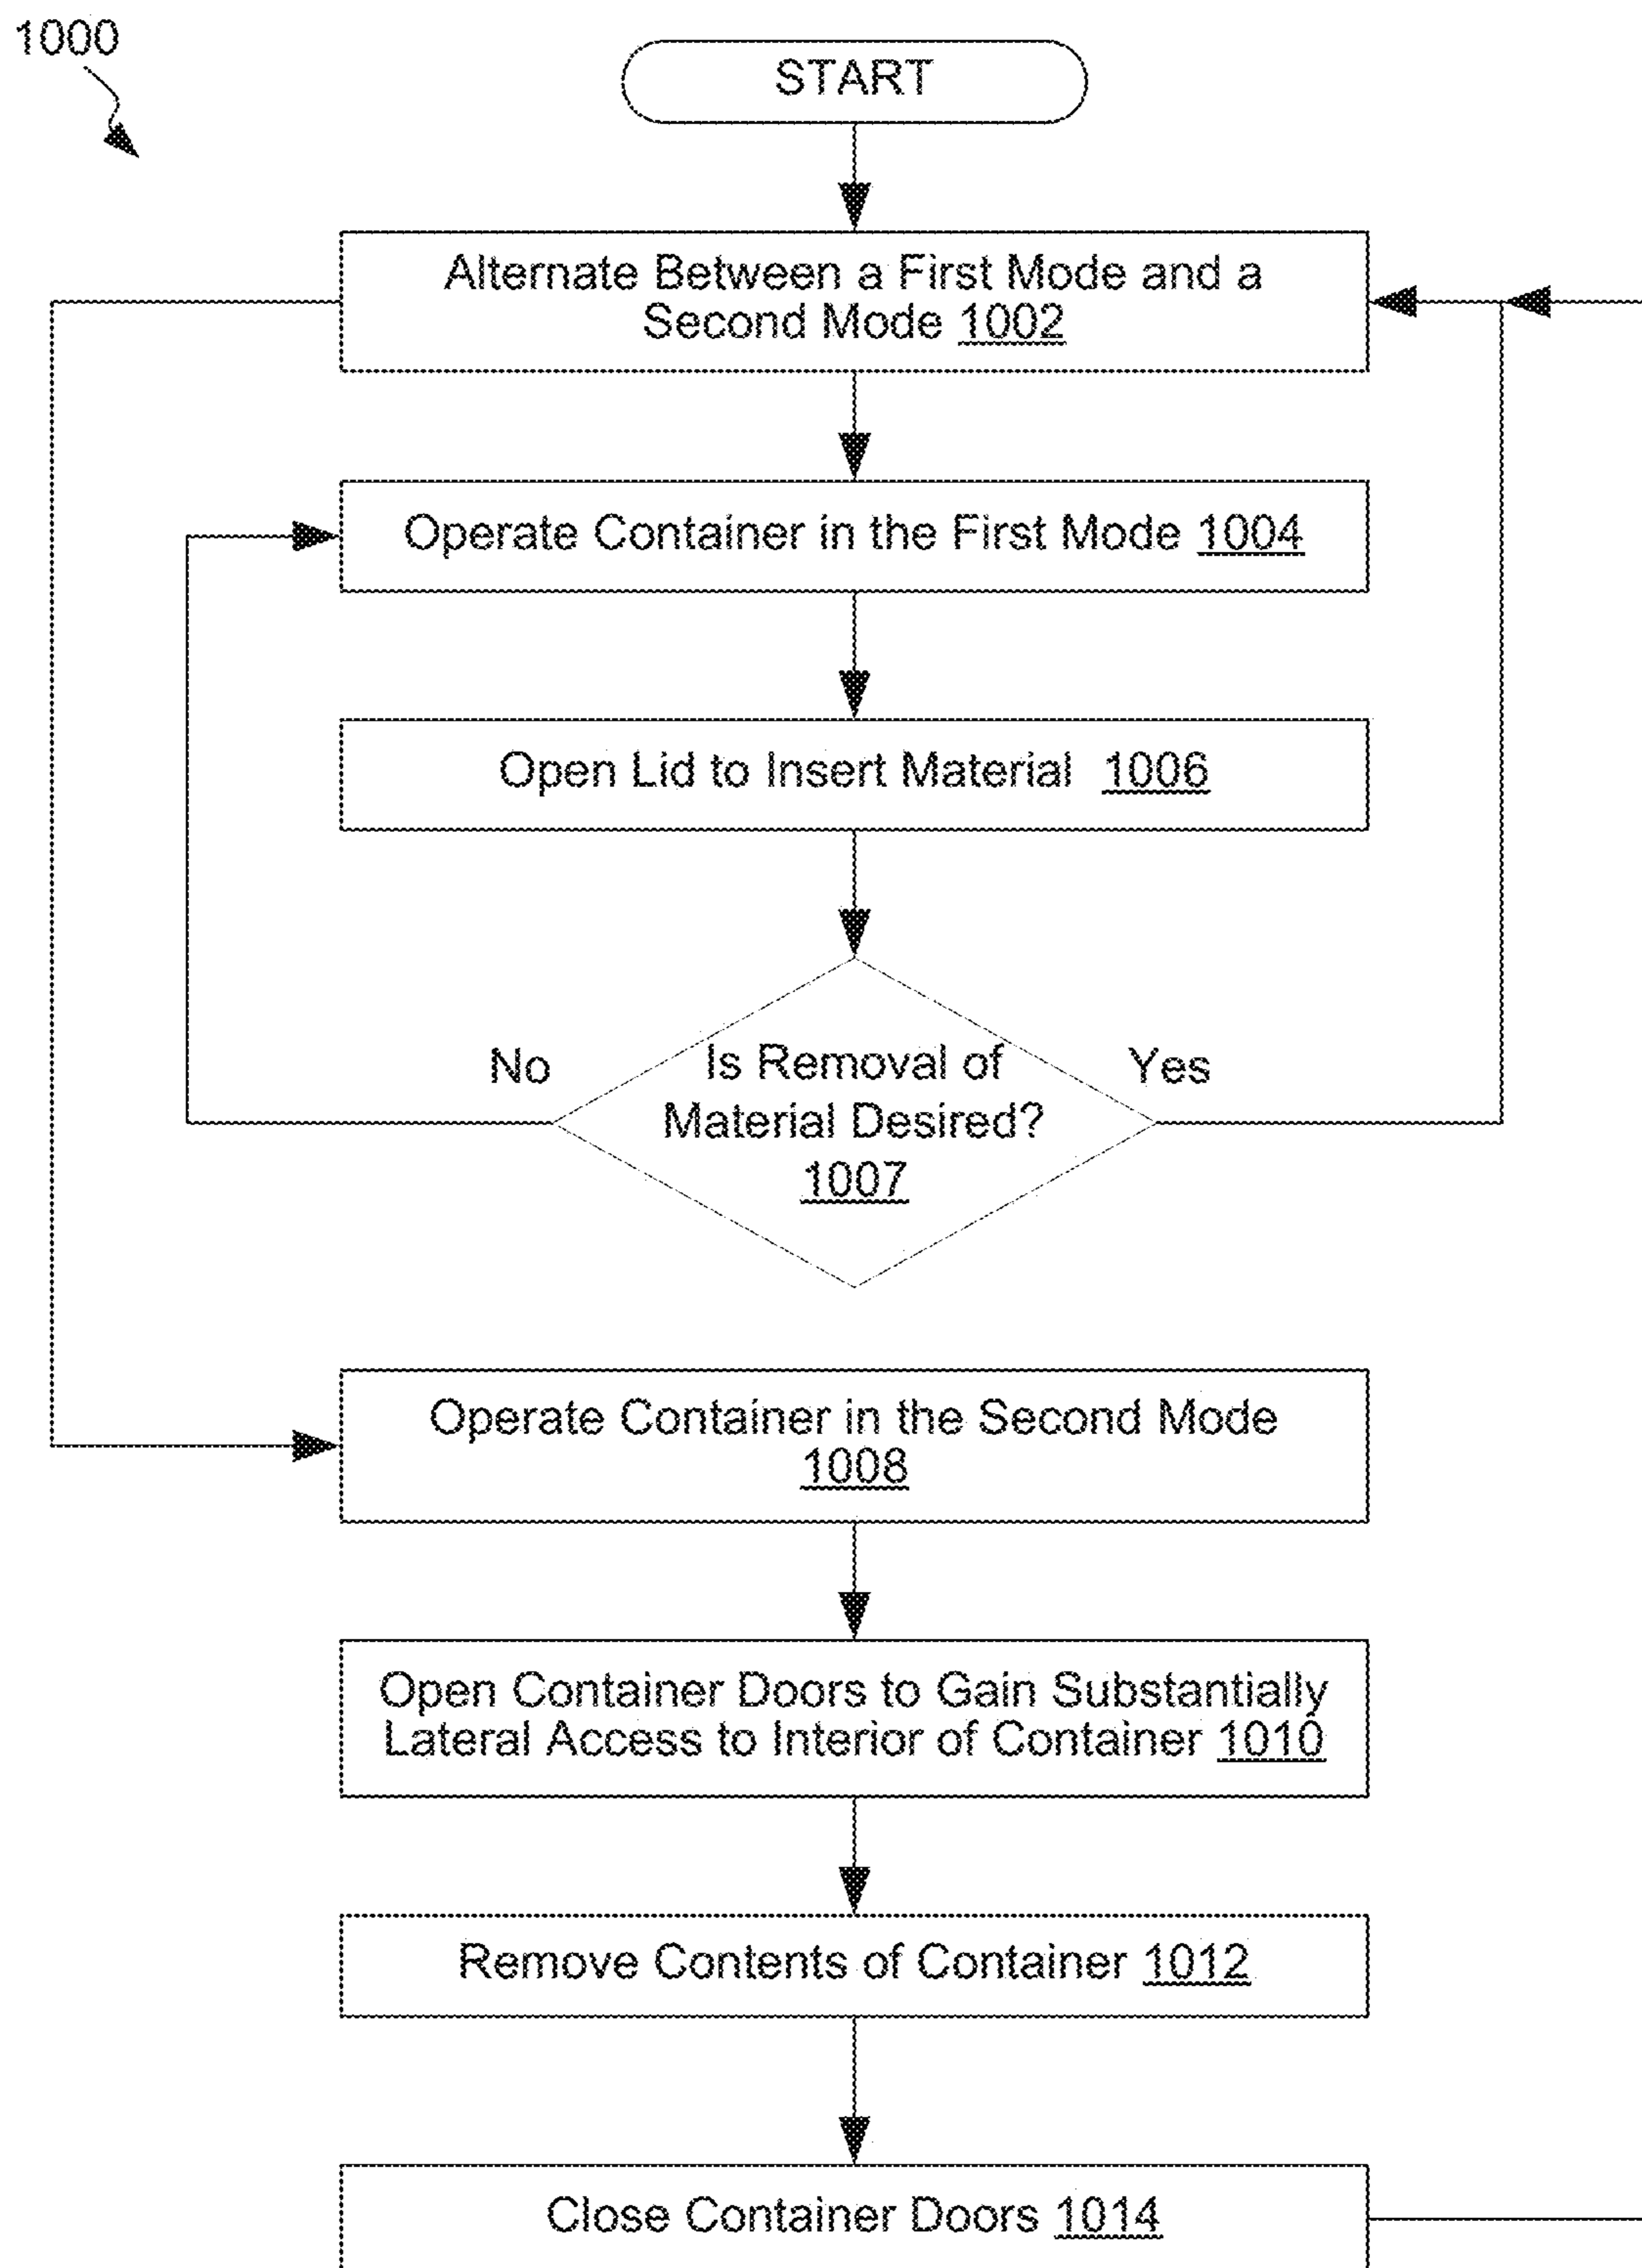 1000
START
Alternate Between a First Mode and a
Second Mode 1002
Operate Container in the First Mode 1004
Open Lid to Insert Material 1006
No
Is Removal of
Material Desired?
1007
Yes
Operate Container in the Second Mode
1008
Open Container Doors to Gain Substantially
Lateral Access to Interior of Container 1010
Remove Contents of Container 1012
Close Container Doors 1014